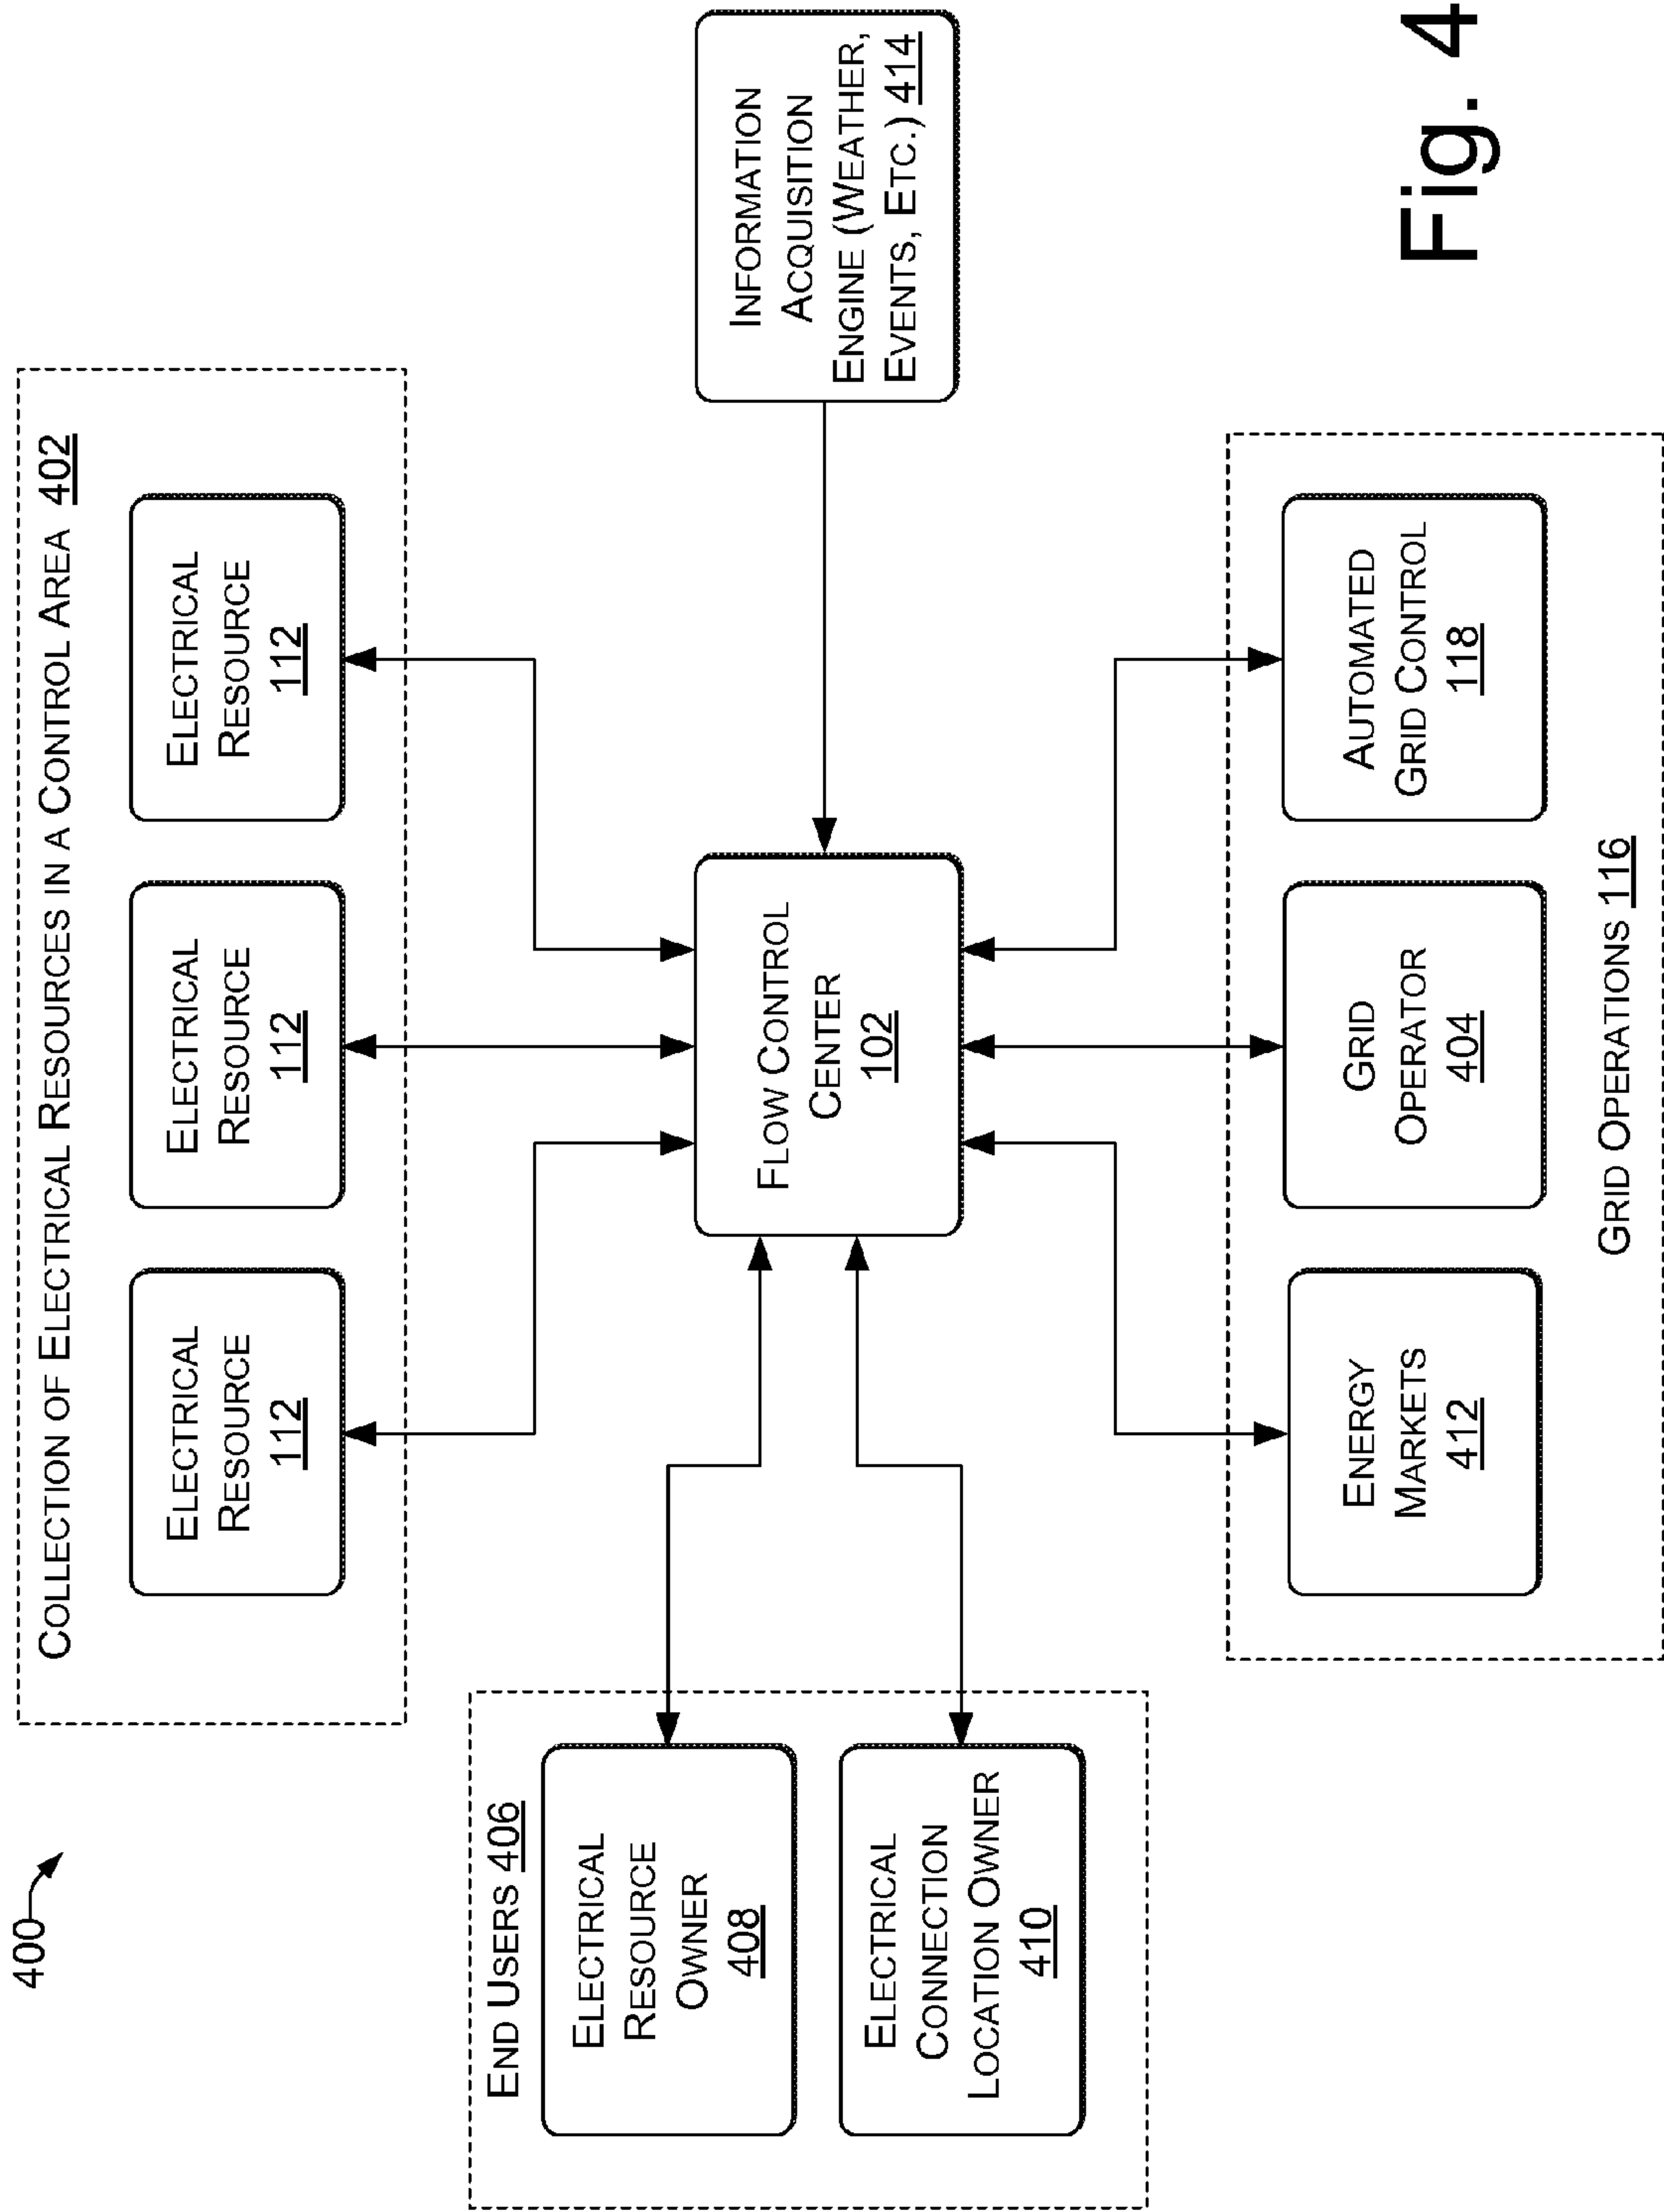 400
COLLECTION OF ELECTRICAL RESOURCES IN A CONTROL AREA 402
ELECTRICAL
RESOURCE
112
ELECTRICAL
RESOURCE
112
ELECTRICAL
RESOURCE
112
END USERS 406
ELECTRICAL
RESOURCE
OWNER
408
ELECTRICAL
CONNECTION
LOCATION OWNER
410
FLOW CONTROL
CENTER
102
INFORMATION
ACQUISITION
ENGINE (WEATHER,
EVENTS, ETC.) 414
ENERGY
MARKETS
412
GRID
OPERATOR
404
AUTOMATED
GRID CONTROL
118
GRID OPERATIONS 116
Fig. 4